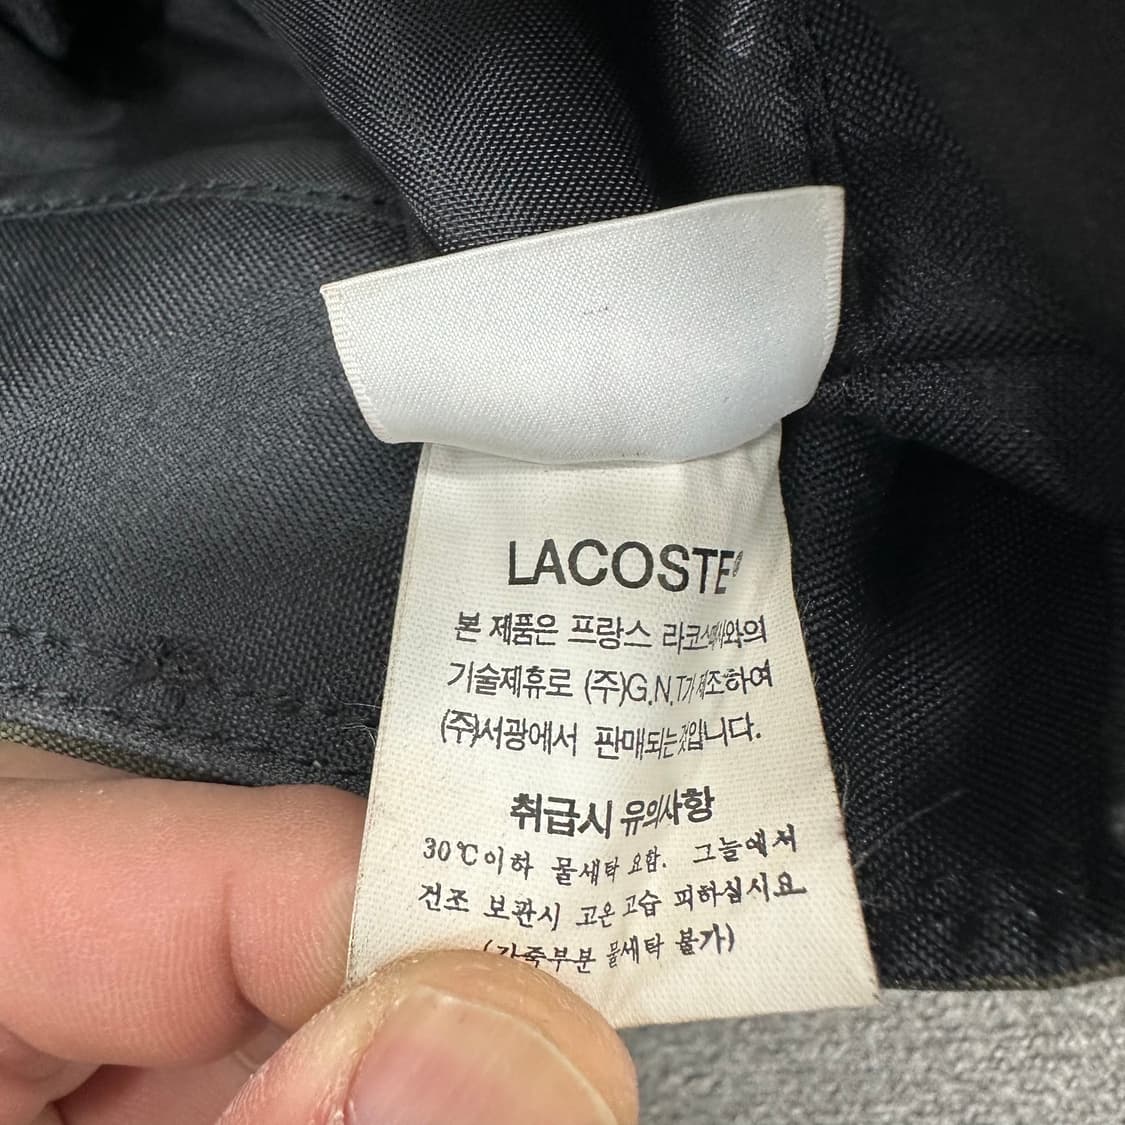 LACOSTE®
본 제품은 프랑스 라코스떼사와의
기술제휴로 (주)G.N.T가 제조하여
(주)서광에서 판매되는것입니다.
취급시 유의사항
30℃이하 물세탁 요함. 그늘에서
건조 보관시 고온 고습 피하십시요
(가죽부분 물세탁 불가)